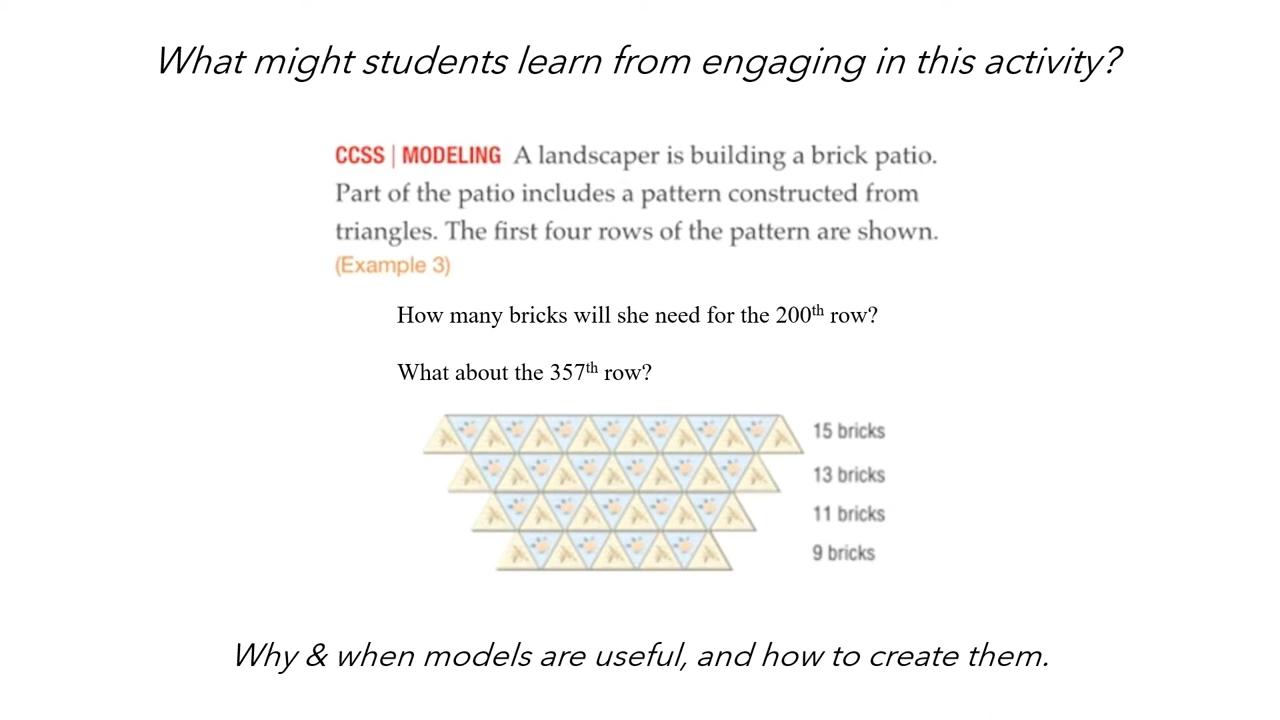 What might students learn from engaging in this activity?
CCSS | MODELING A landscaper is building a brick patio.
Part of the patio includes a pattern constructed from
triangles. The first four rows of the pattern are shown.
(Example 3)
How many bricks will she need for the 200th row?
What about the 357th row?
15 bricks
13 bricks
11 bricks
9 bricks
Why & when models are useful, and how to create them.